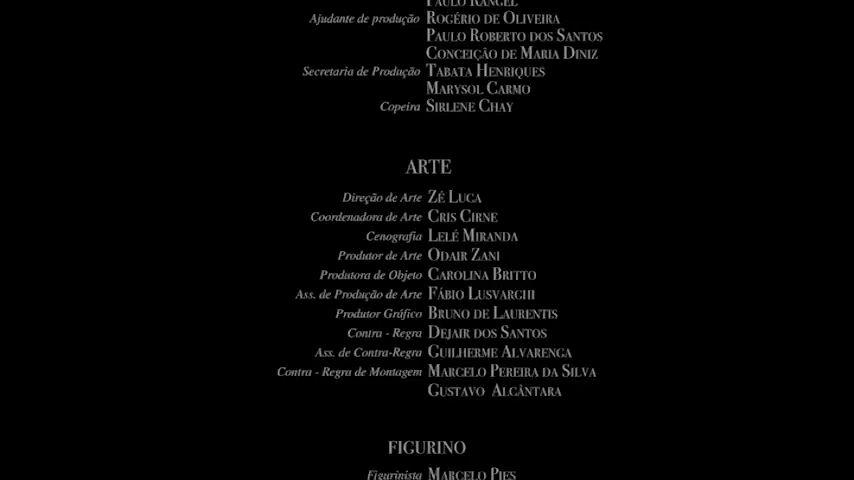 PAULO RANGEL
Ajudante de produção ROGÉRIO DE OLIVEIRA
PAULO ROBERTO DOS SANTOS
CONCEIÇÃO DE MARIA DINIZ
Secretaria de Produção TABATA HENRIQUES
MARYSOL CARMO
Copeira SIRLENE CHAY
ARTE
Direção de Arte ZÉ LUCA
Coordenadora de Arte CRIS CIRNE
Cenografia LELÉ MIRANDA
Produtor de Arte ODAIR ZANI
Produtora de Objeto CAROLINA BRITTO
Ass. de Produção de Arte FÁBIO LUSVARGHI
Produtor Gráfico BRUNO DE LAURENTIS
Contra - Regra DEJAIR DOS SANTOS
Ass. de Contra-Regra GUILHERME ALVARENGA
Contra - Regra de Montagem MARCELO PEREIRA DA SILVA
GUSTAVO ALCÂNTARA
FIGURINO
Figurinista MARCELO PIES